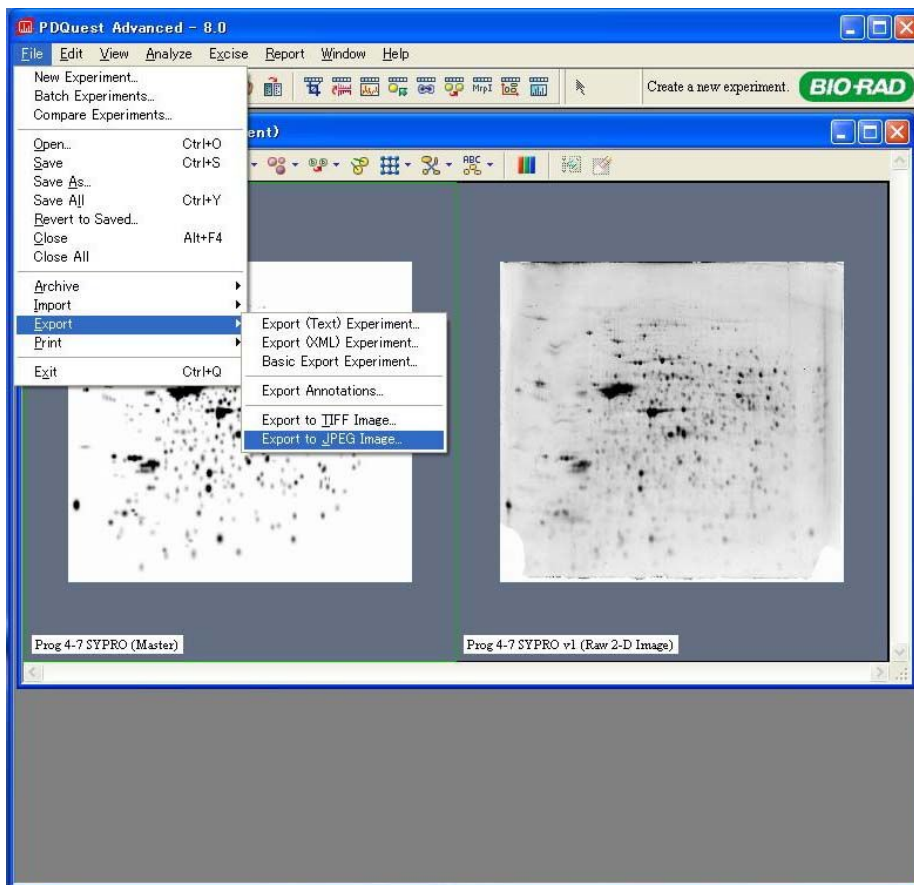 PDQuest Advanced - 8.0
File Edit View Analyze Excise Report Window Help
New Experiment...
Batch Experiments...
Compare Experiments...
Open... Ctrl+O
Save Ctrl+S
Save As...
Save All Ctrl+Y
Revert to Saved...
Close Alt+F4
Close All
Archive
Import
Export
Print
Exit Ctrl+Q
MrpI
Create a new experiment.
BIO-RAD
ent)
ABC
Export (Text) Experiment...
Export (XML) Experiment...
Basic Export Experiment...
Export Annotations...
Export to TIFF Image...
Export to JPEG Image...
Prog 4-7 SYPRO (Master)
Prog 4-7 SYPRO v1 (Raw 2-D Image)